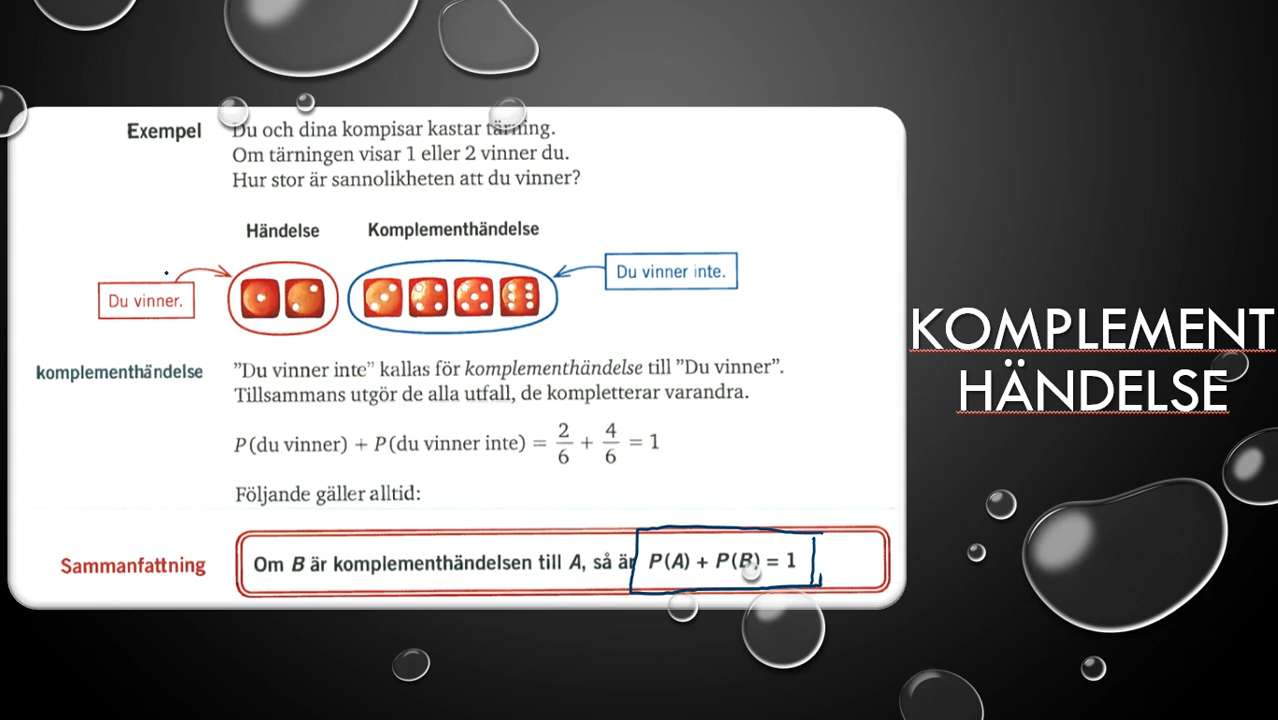 Exempel Du och dina kompisar kastar tärning.
Om tärningen visar 1 eller 2 vinner du.
Hur stor är sannolikheten att du vinner?
Händelse Komplementhändelse
Du vinner.
Du vinner inte.
komplementhändelse "Du vinner inte" kallas för komplementhändelse till "Du vinner".
Tillsammans utgör de alla utfall, de kompletterar varandra.
P(du vinner) + P(du vinner inte) = 2/6 + 4/6 = 1
Följande gäller alltid:
Sammanfattning Om B är komplementhändelsen till A, så är P(A) + P(B) = 1
KOMPLEMENT
HÄNDELSE